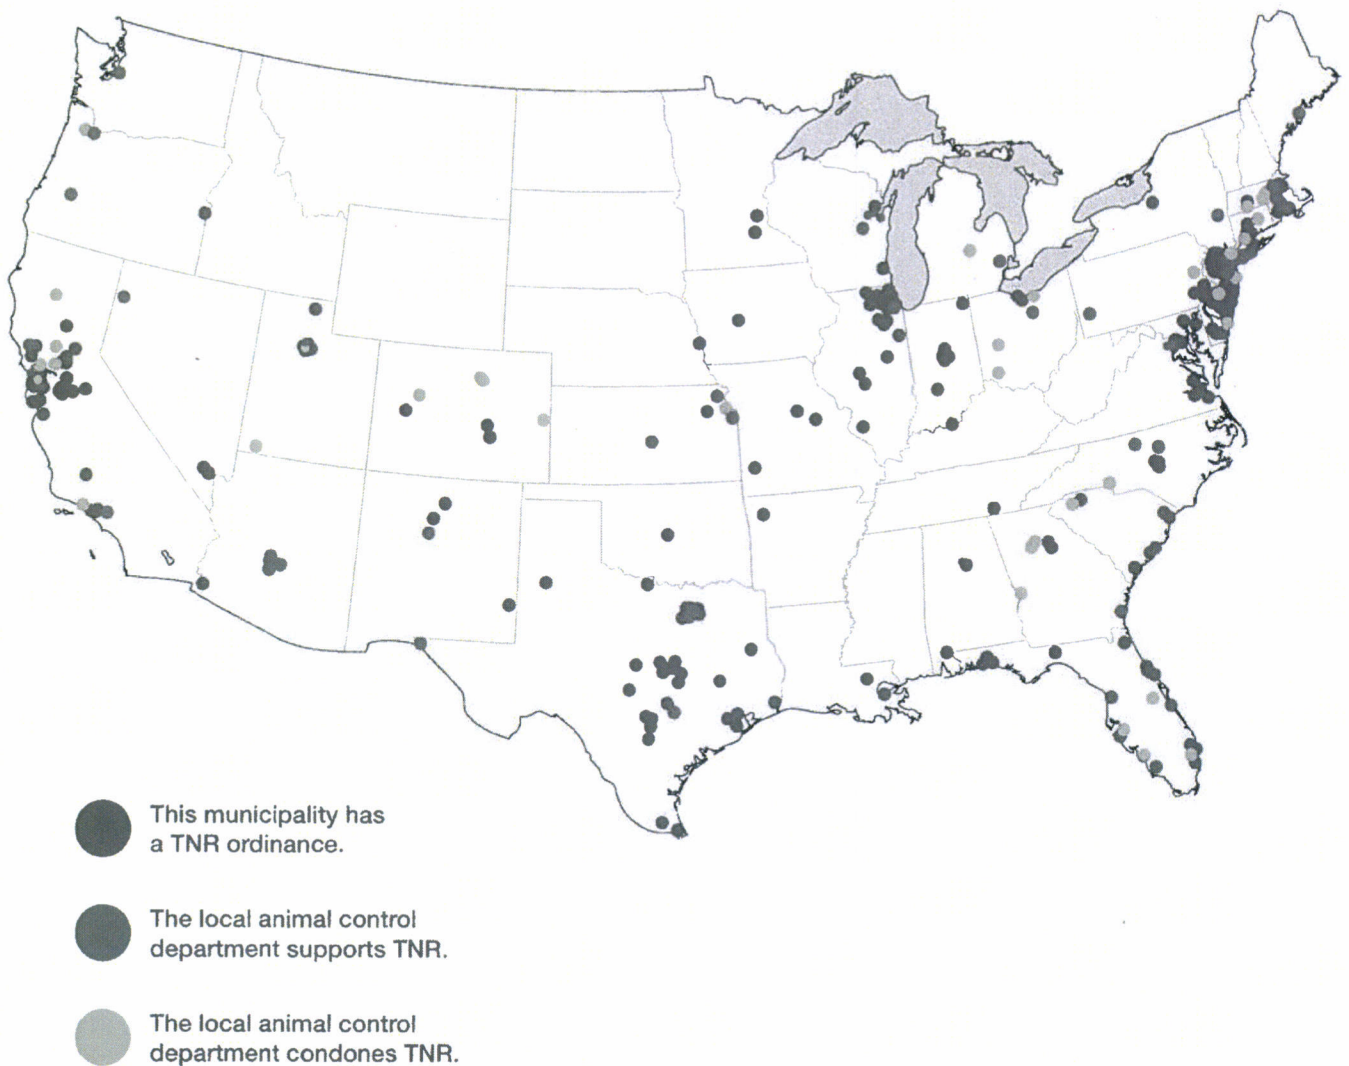 This municipality has
a TNR ordinance.
The local animal control
department supports TNR.
The local animal control
department condones TNR.